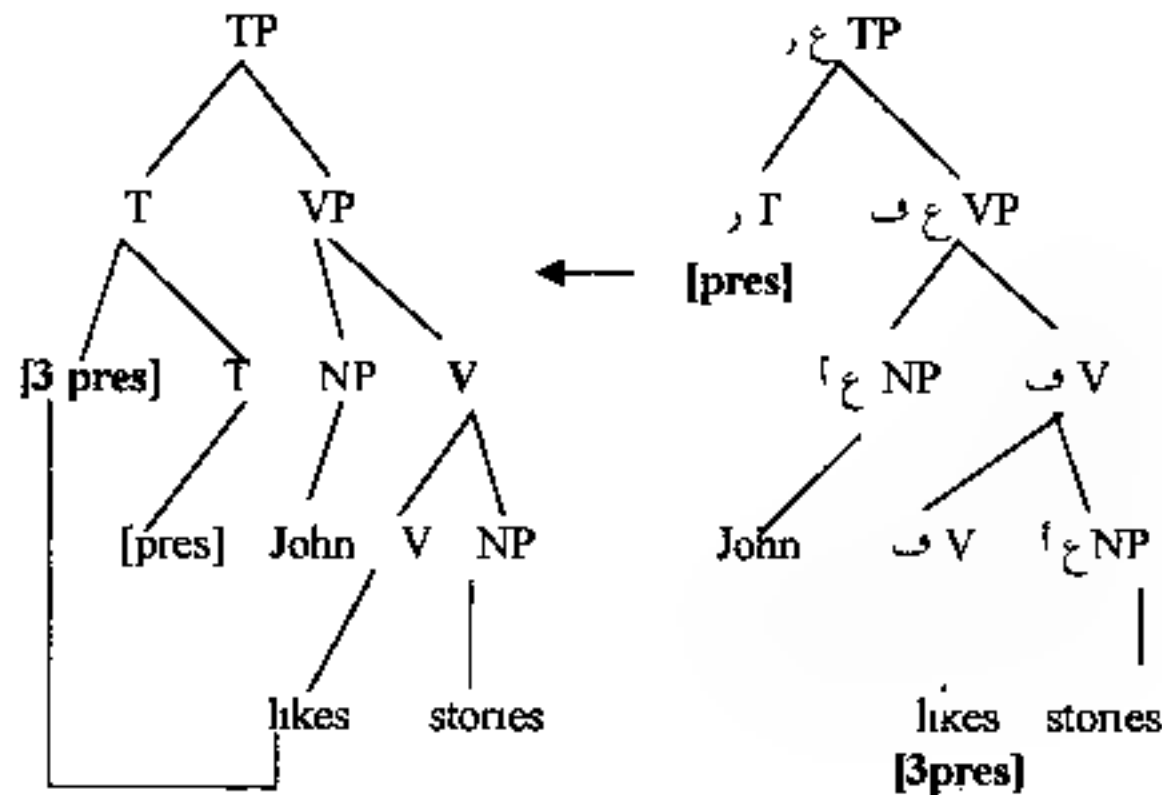 TP ر ع TP
T VP ر T ف ع VP
[pres]
[3 pres] T NP V ع أ NP ف V
[pres] John V NP John ف V ع أ NP
likes stories likes stories
[3pres]